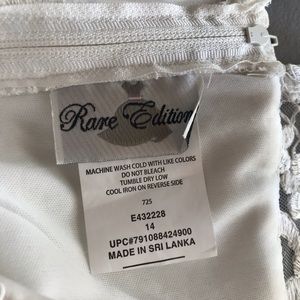 Rare Edition
MACHINE WASH COLD WITH LIKE COLORS
DO NOT BLEACH
TUMBLE DRY LOW
COOL IRON ON REVERSE SIDE
725
E432228
14
UPC#791088424900
MADE IN SRI LANKA